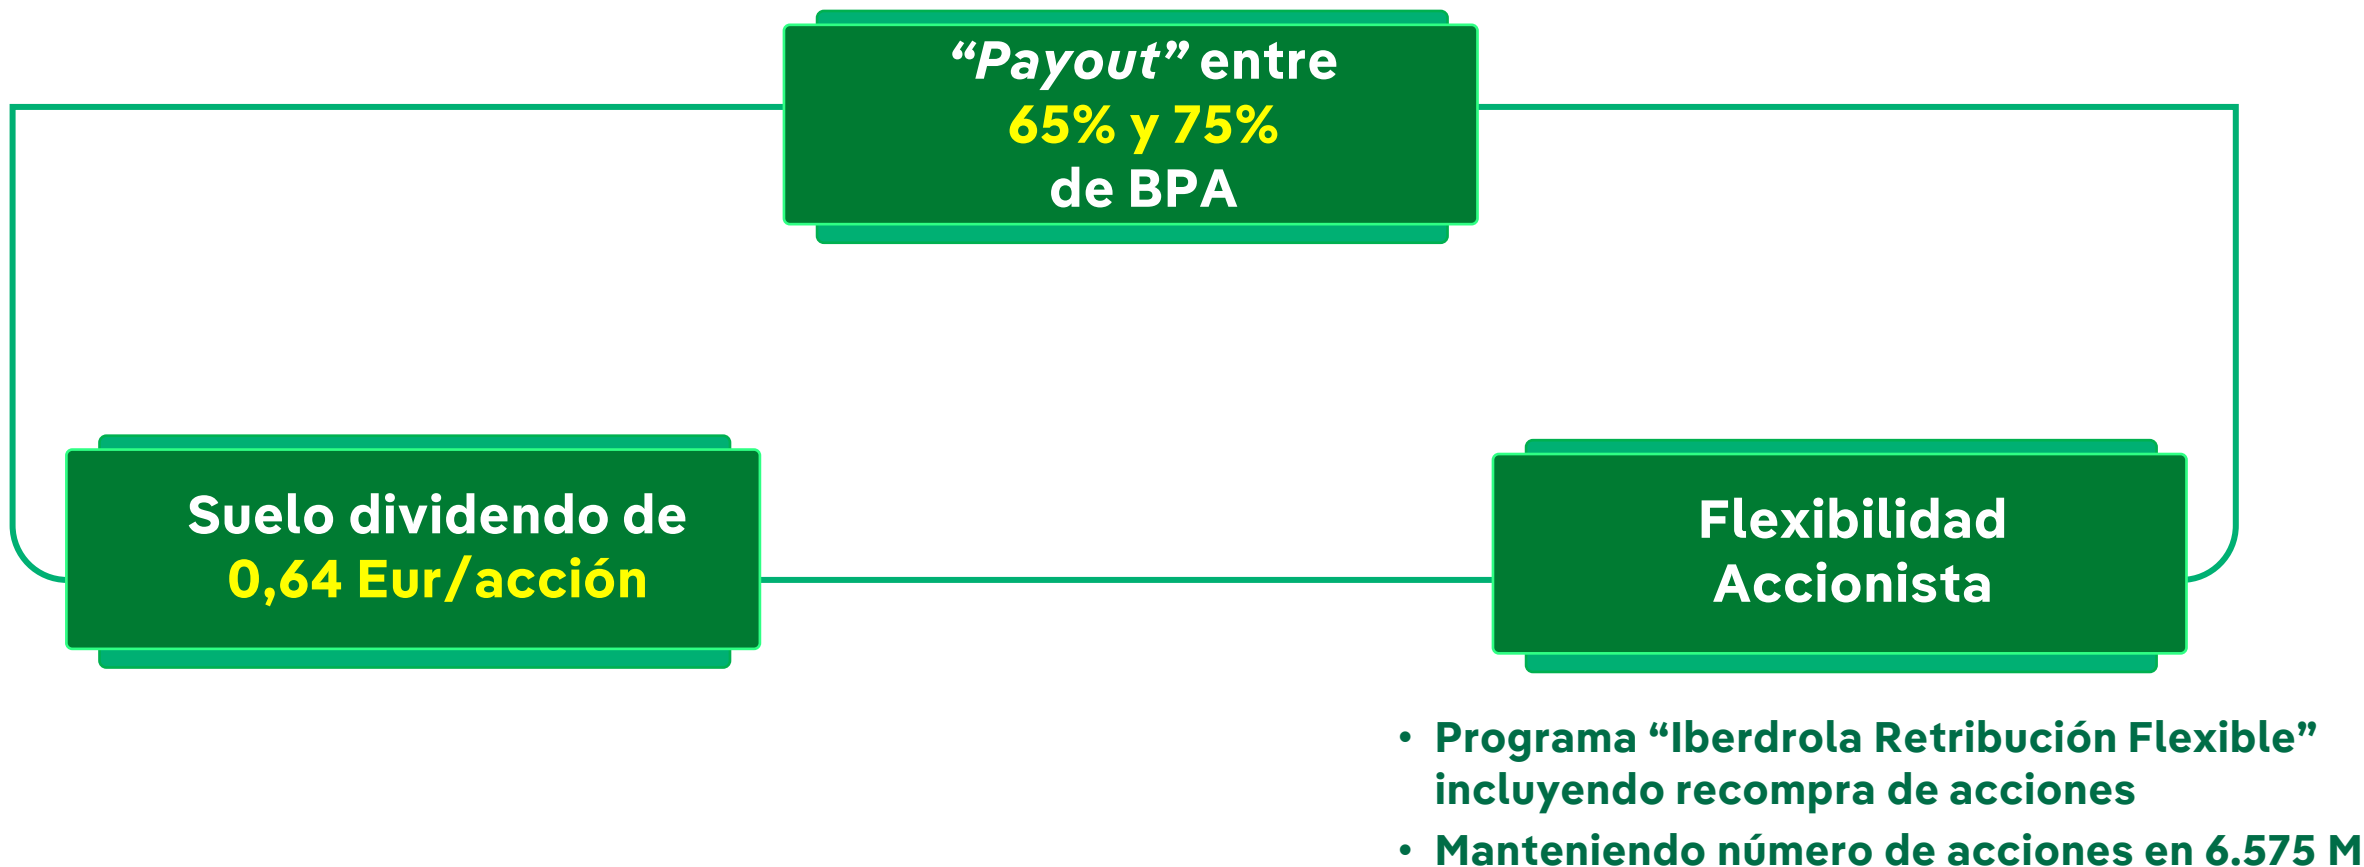 “Payout” entre
65% y 75%
de BPA
Suelo dividendo de
0,64 Eur/acción
Flexibilidad
Accionista
• Programa “Iberdrola Retribución Flexible”
incluyendo recompra de acciones
• Manteniendo número de acciones en 6.575 M